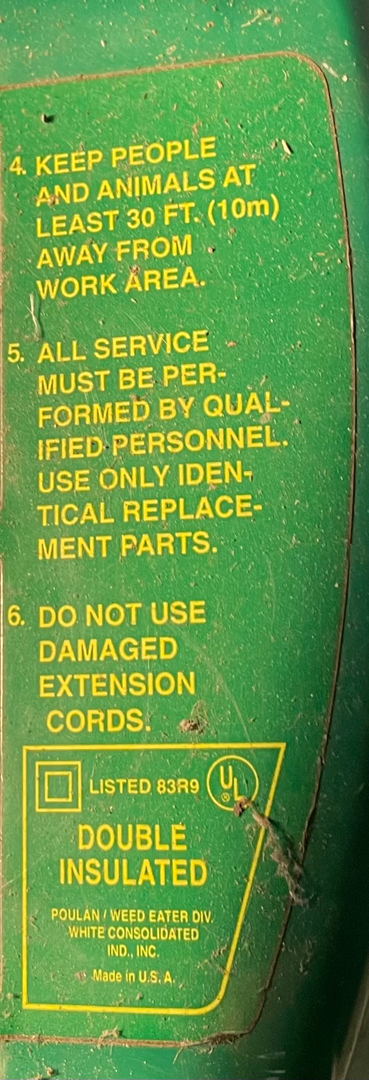 4. KEEP PEOPLE
AND ANIMALS AT
LEAST 30 FT. (10m)
AWAY FROM
WORK AREA.
5. ALL SERVICE
MUST BE PER-
FORMED BY QUAL-
IFIED PERSONNEL.
USE ONLY IDEN-
TICAL REPLACE-
MENT PARTS.
6. DO NOT USE
DAMAGED
EXTENSION
CORDS.
LISTED 83R9 UL ®
DOUBLE
INSULATED
POULAN / WEED EATER DIV.
WHITE CONSOLIDATED
IND., INC.
Made in U.S.A.